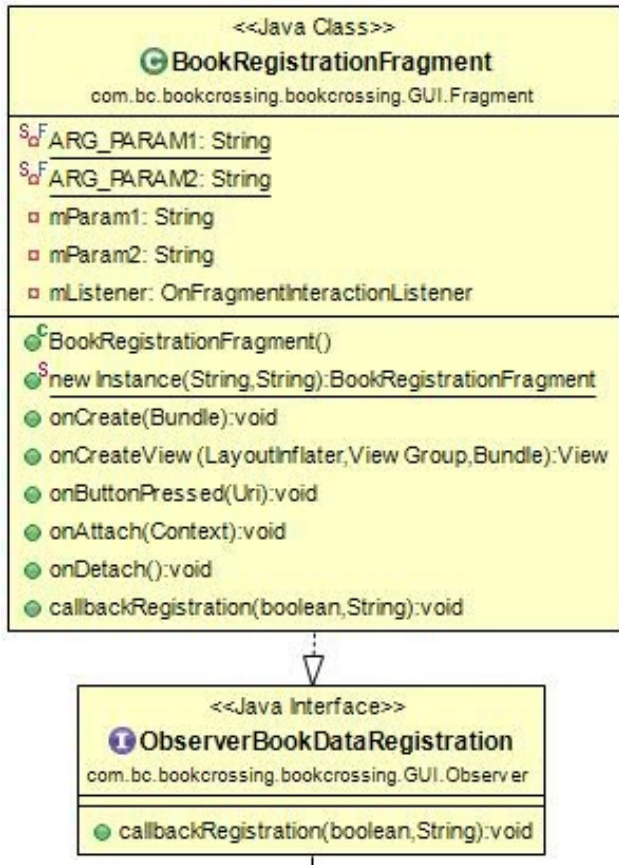 <<Java Class>>
BookRegistrationFragment
com.bc.bookcrossing.bookcrossing.GUI.Fragment
ARG_PARAM1: String
ARG_PARAM2: String
mParam1: String
mParam2: String
mListener: OnFragmentInteractionListener
BookRegistrationFragment()
new Instance(String,String):BookRegistrationFragment
onCreate(Bundle):void
onCreateView (LayoutInflater,View Group,Bundle):View
onButtonPressed(Uri):void
onAttach(Context):void
onDetach():void
callbackRegistration(boolean,String):void
<<Java Interface>>
ObserverBookDataRegistration
com.bc.bookcrossing.bookcrossing.GUI.Observer
callbackRegistration(boolean,String):void